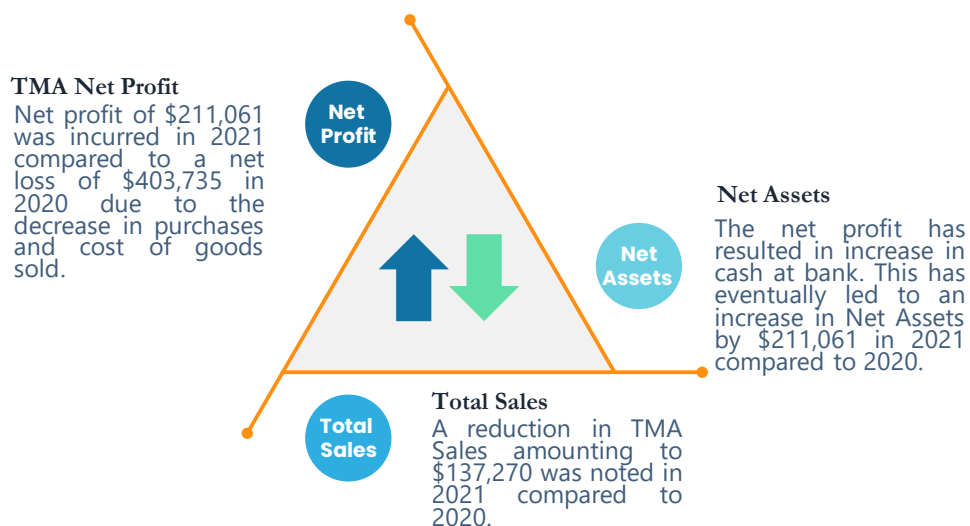 TMA Net Profit
Net profit of $211,061
was incurred in 2021
compared to a net
loss of $403,735 in
2020 due to the
decrease in purchases
and cost of goods
sold.
Net
Profit
Net
Assets
Net Assets
The net profit has
resulted in increase in
cash at bank. This has
eventually led to an
increase in Net Assets
by $211,061 in 2021
compared to 2020.
Total
Sales
Total Sales
A reduction in TMA
Sales amounting to
$137,270 was noted in
2021 compared to
2020.